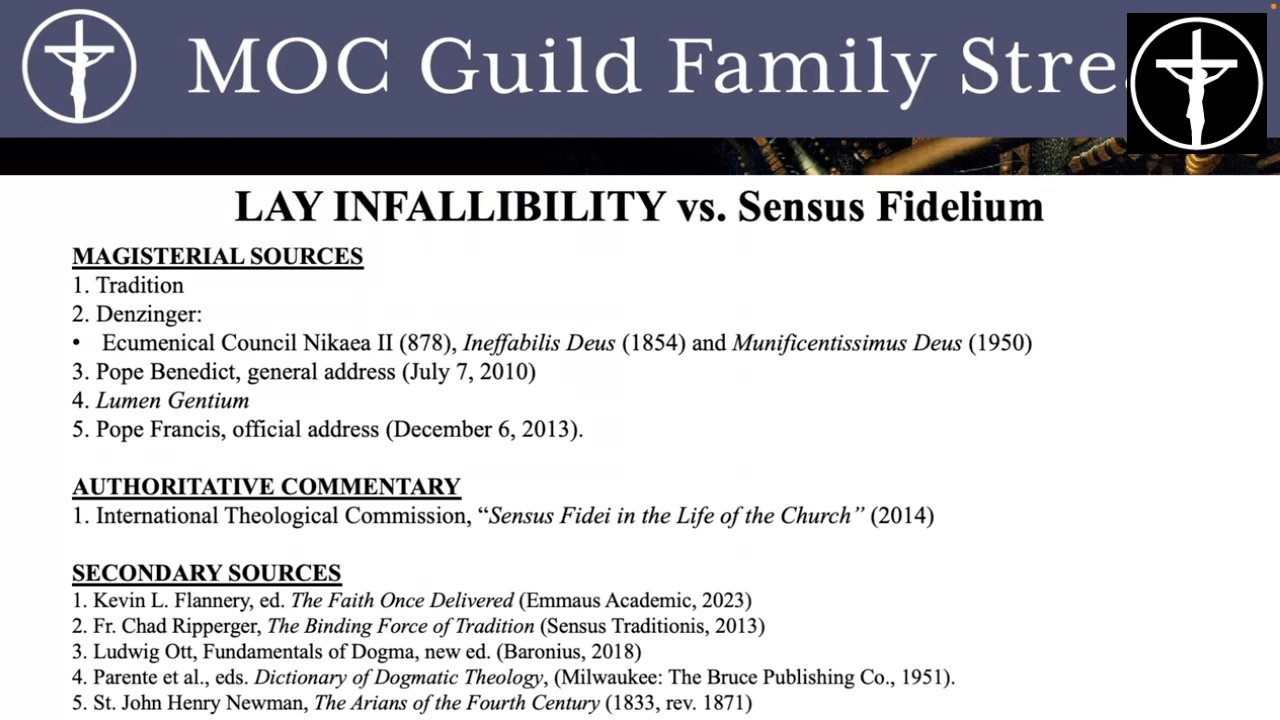 MOC Guild Family Stre
LAY INFALLIBILITY vs. Sensus Fidelium
MAGISTERIAL SOURCES
1. Tradition
2. Denzinger:
• Ecumenical Council Nikaea II (878), Ineffabilis Deus (1854) and Munificentissimus Deus (1950)
3. Pope Benedict, general address (July 7, 2010)
4. Lumen Gentium
5. Pope Francis, official address (December 6, 2013).
AUTHORITATIVE COMMENTARY
1. International Theological Commission, “Sensus Fidei in the Life of the Church” (2014)
SECONDARY SOURCES
1. Kevin L. Flannery, ed. The Faith Once Delivered (Emmaus Academic, 2023)
2. Fr. Chad Ripperger, The Binding Force of Tradition (Sensus Traditionis, 2013)
3. Ludwig Ott, Fundamentals of Dogma, new ed. (Baronius, 2018)
4. Parente et al., eds. Dictionary of Dogmatic Theology, (Milwaukee: The Bruce Publishing Co., 1951).
5. St. John Henry Newman, The Arians of the Fourth Century (1833, rev. 1871)